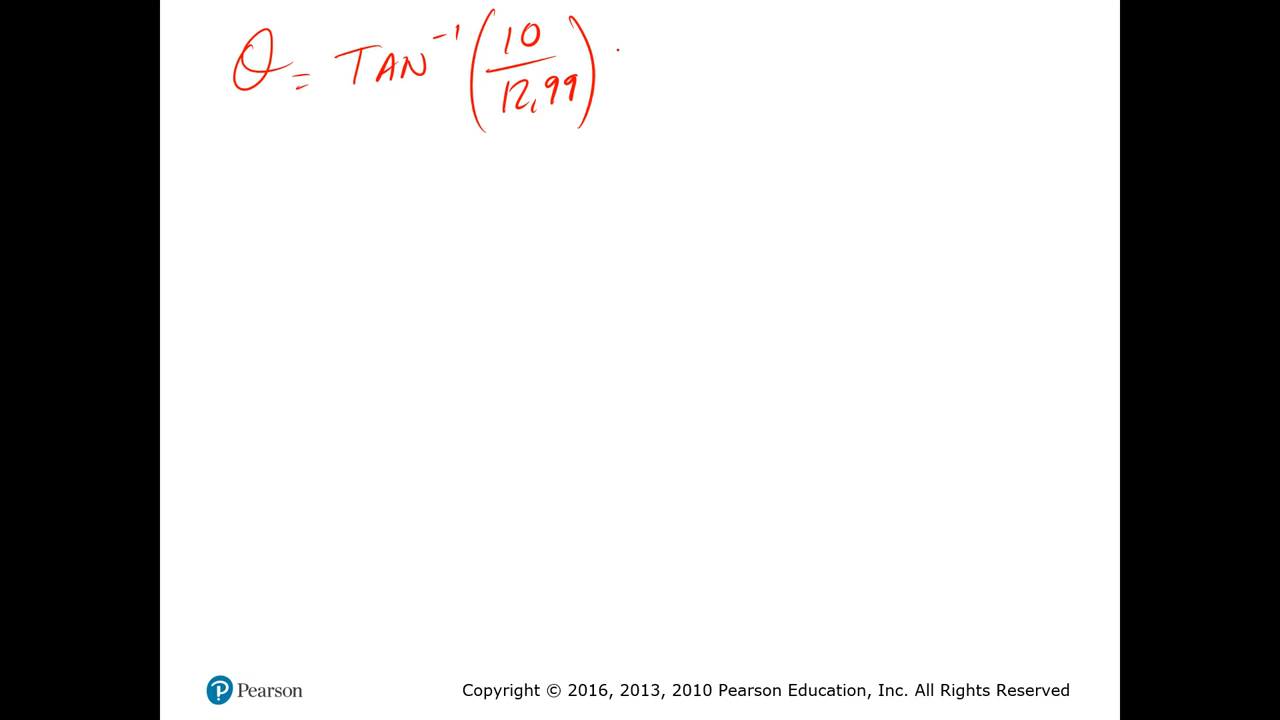 θ = TAN⁻¹ (10/12.99)
Pearson
Copyright © 2016, 2013, 2010 Pearson Education, Inc. All Rights Reserved